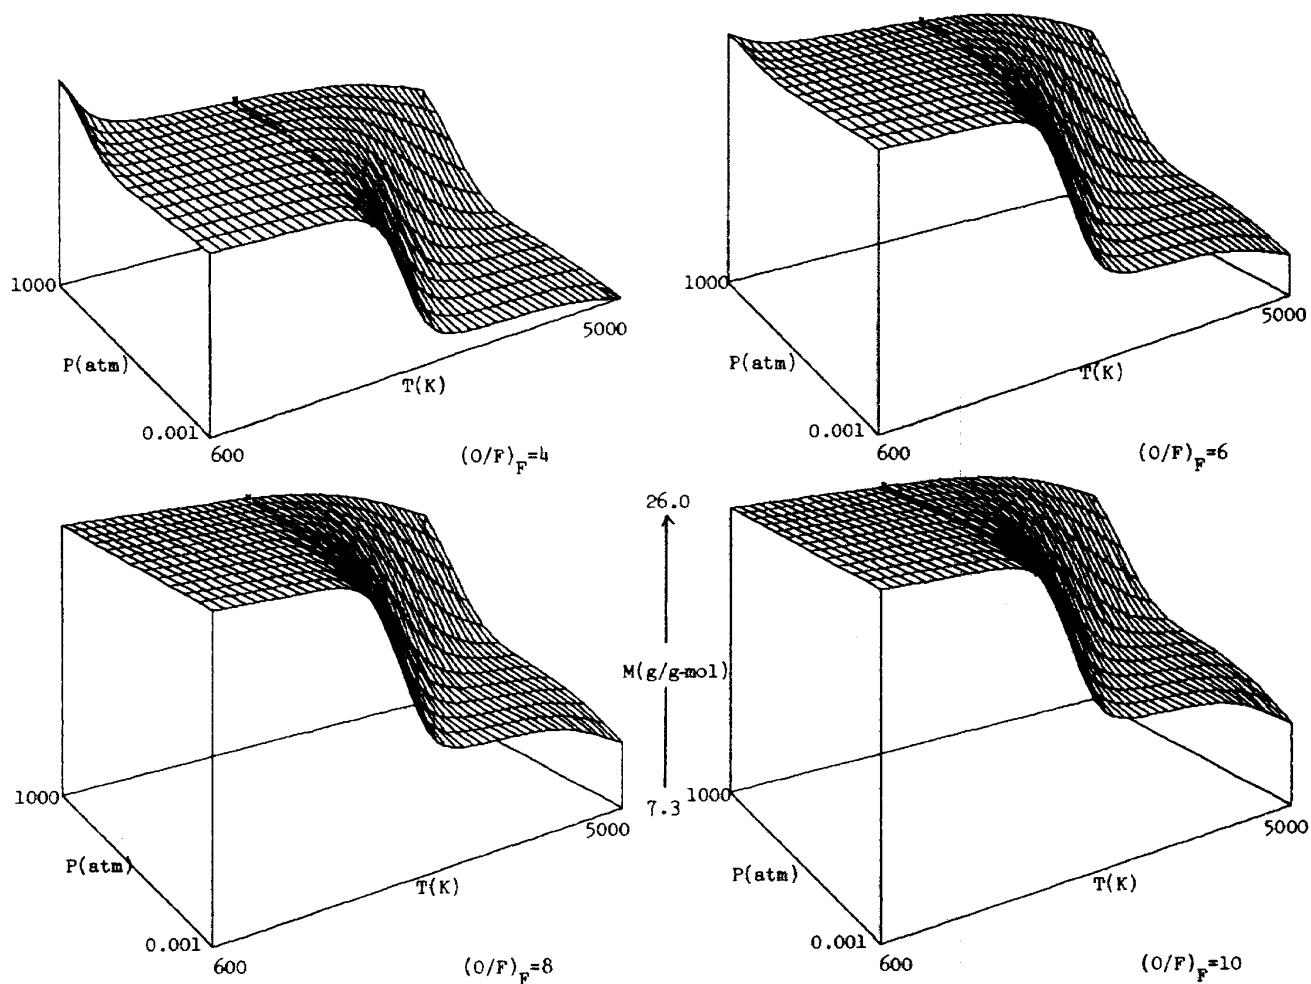 1000
P(atm)
0.001
600
T(K)
5000
(O/F)F=4
1000
P(atm)
0.001
600
T(K)
5000
(O/F)F=6
1000
P(atm)
0.001
600
T(K)
5000
(O/F)F=8
26.0
M(g/g-mol)
7.3
1000
P(atm)
0.001
600
T(K)
5000
(O/F)F=10